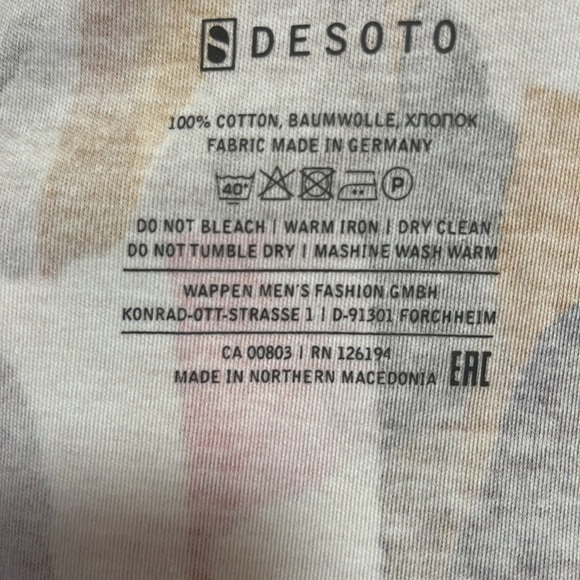 DESOTO
100% COTTON, BAUMWOLLE, ХЛОПОК
FABRIC MADE IN GERMANY
40° P
DO NOT BLEACH | WARM IRON | DRY CLEAN
DO NOT TUMBLE DRY | MASHINE WASH WARM
WAPPEN MEN'S FASHION GMBH
KONRAD-OTT-STRASSE 1 | D-91301 FORCHHEIM
CA 00803 | RN 126194
MADE IN NORTHERN MACEDONIA EAC